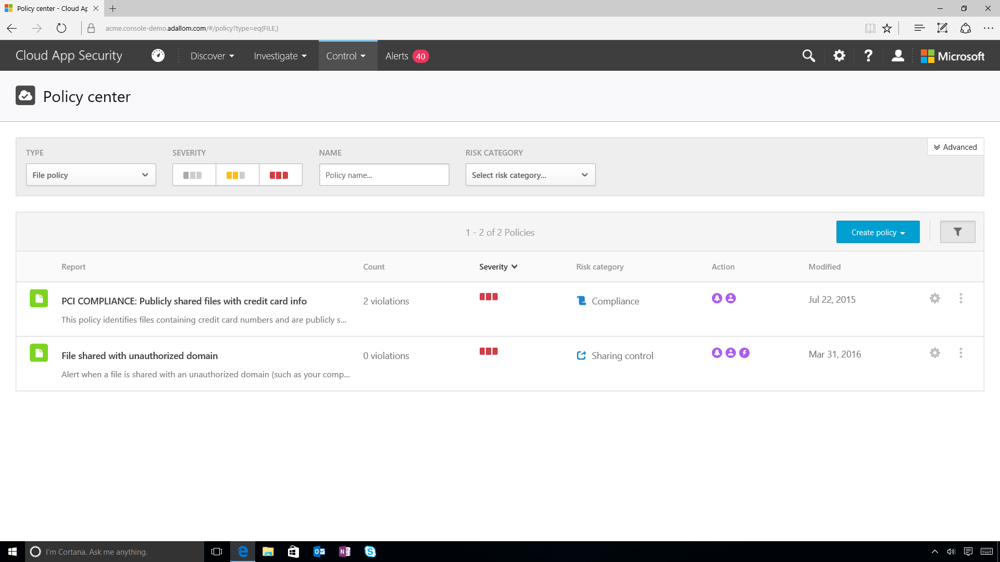 Policy center - Cloud Ap
acme.console-demo.adallom.com/#/policy?type=eq(FILE,)
Cloud App Security
Discover
Investigate
Control
Alerts 40
?
Microsoft
Policy center
Advanced
TYPE SEVERITY NAME RISK CATEGORY
File policy Policy name... Select risk category...
1 - 2 of 2 Policies
Create policy
Report Count Severity Risk category Action Modified
PCI COMPLIANCE: Publicly shared files with credit card info 2 violations Compliance Jul 22, 2015
This policy identifies files containing credit card numbers and are publicly s...
File shared with unauthorized domain 0 violations Sharing control Mar 31, 2016
Alert when a file is shared with an unauthorized domain (such as your comp...
I'm Cortana. Ask me anything.